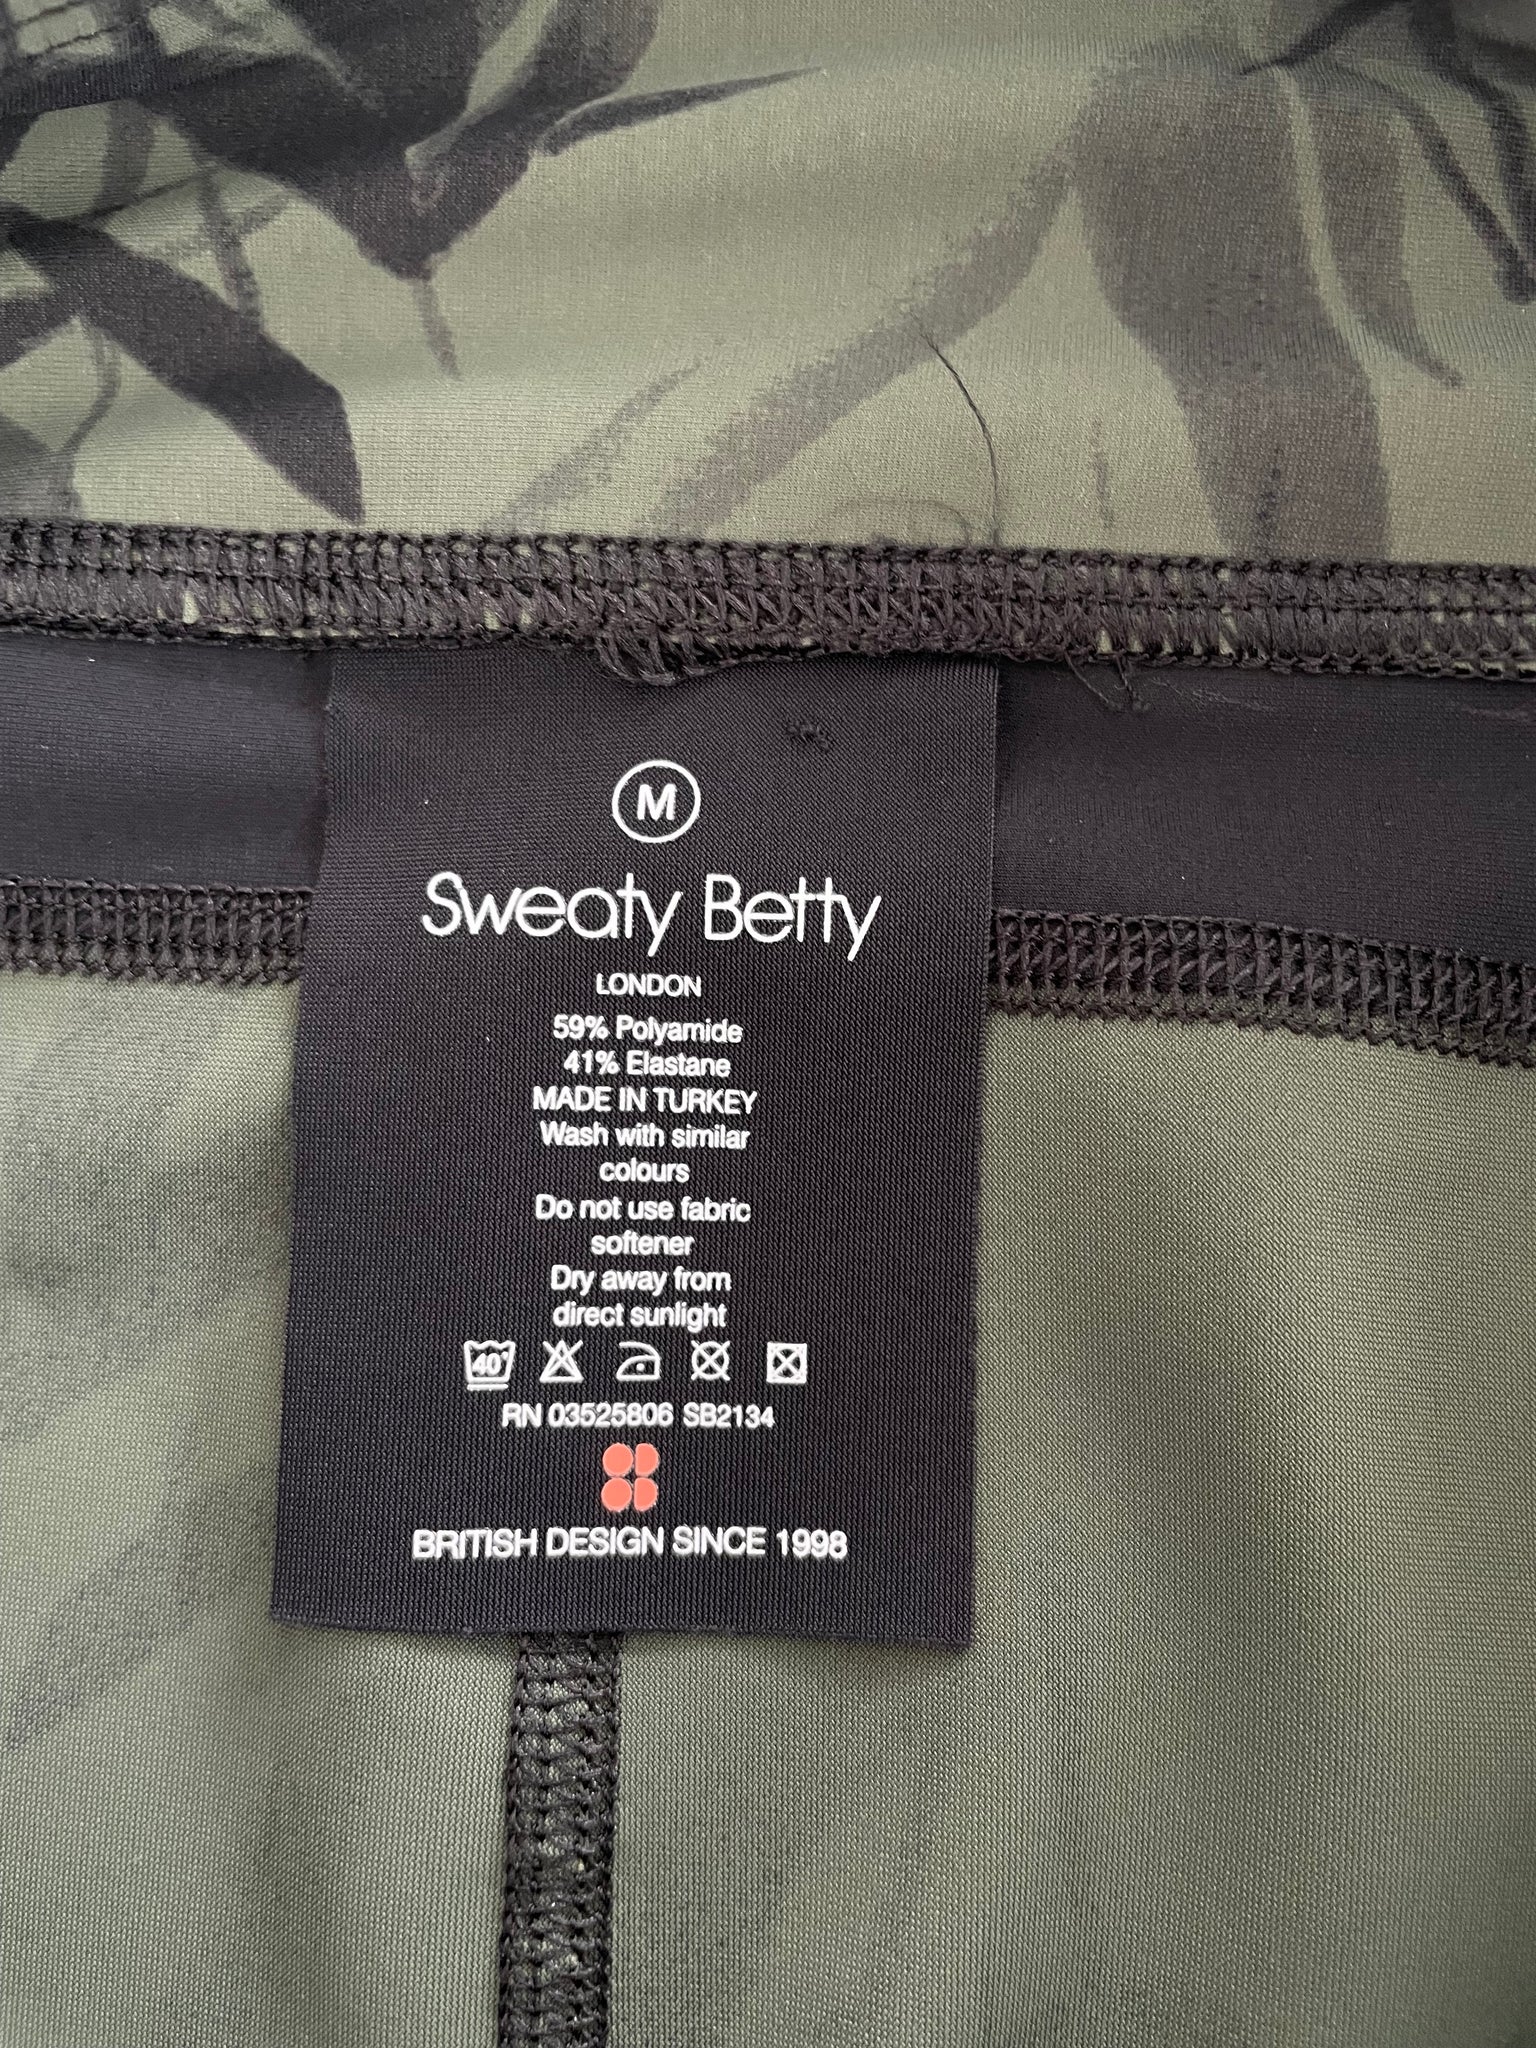 M
Sweaty Betty
LONDON
59% Polyamide
41% Elastane
MADE IN TURKEY
Wash with similar
colours
Do not use fabric
softener
Dry away from
direct sunlight
40°
RN 03525806 SB2134
BRITISH DESIGN SINCE 1998